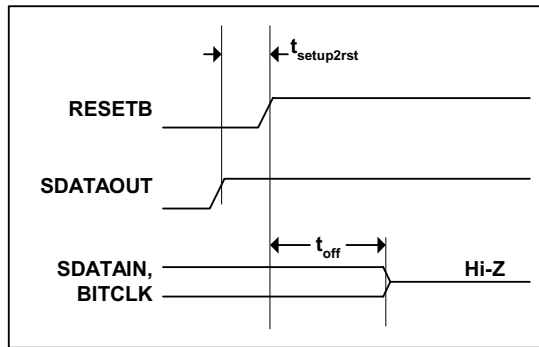 t_setup2rst
RESETB
SDATAOUT
t_off
SDATAIN,
BITCLK
Hi-Z